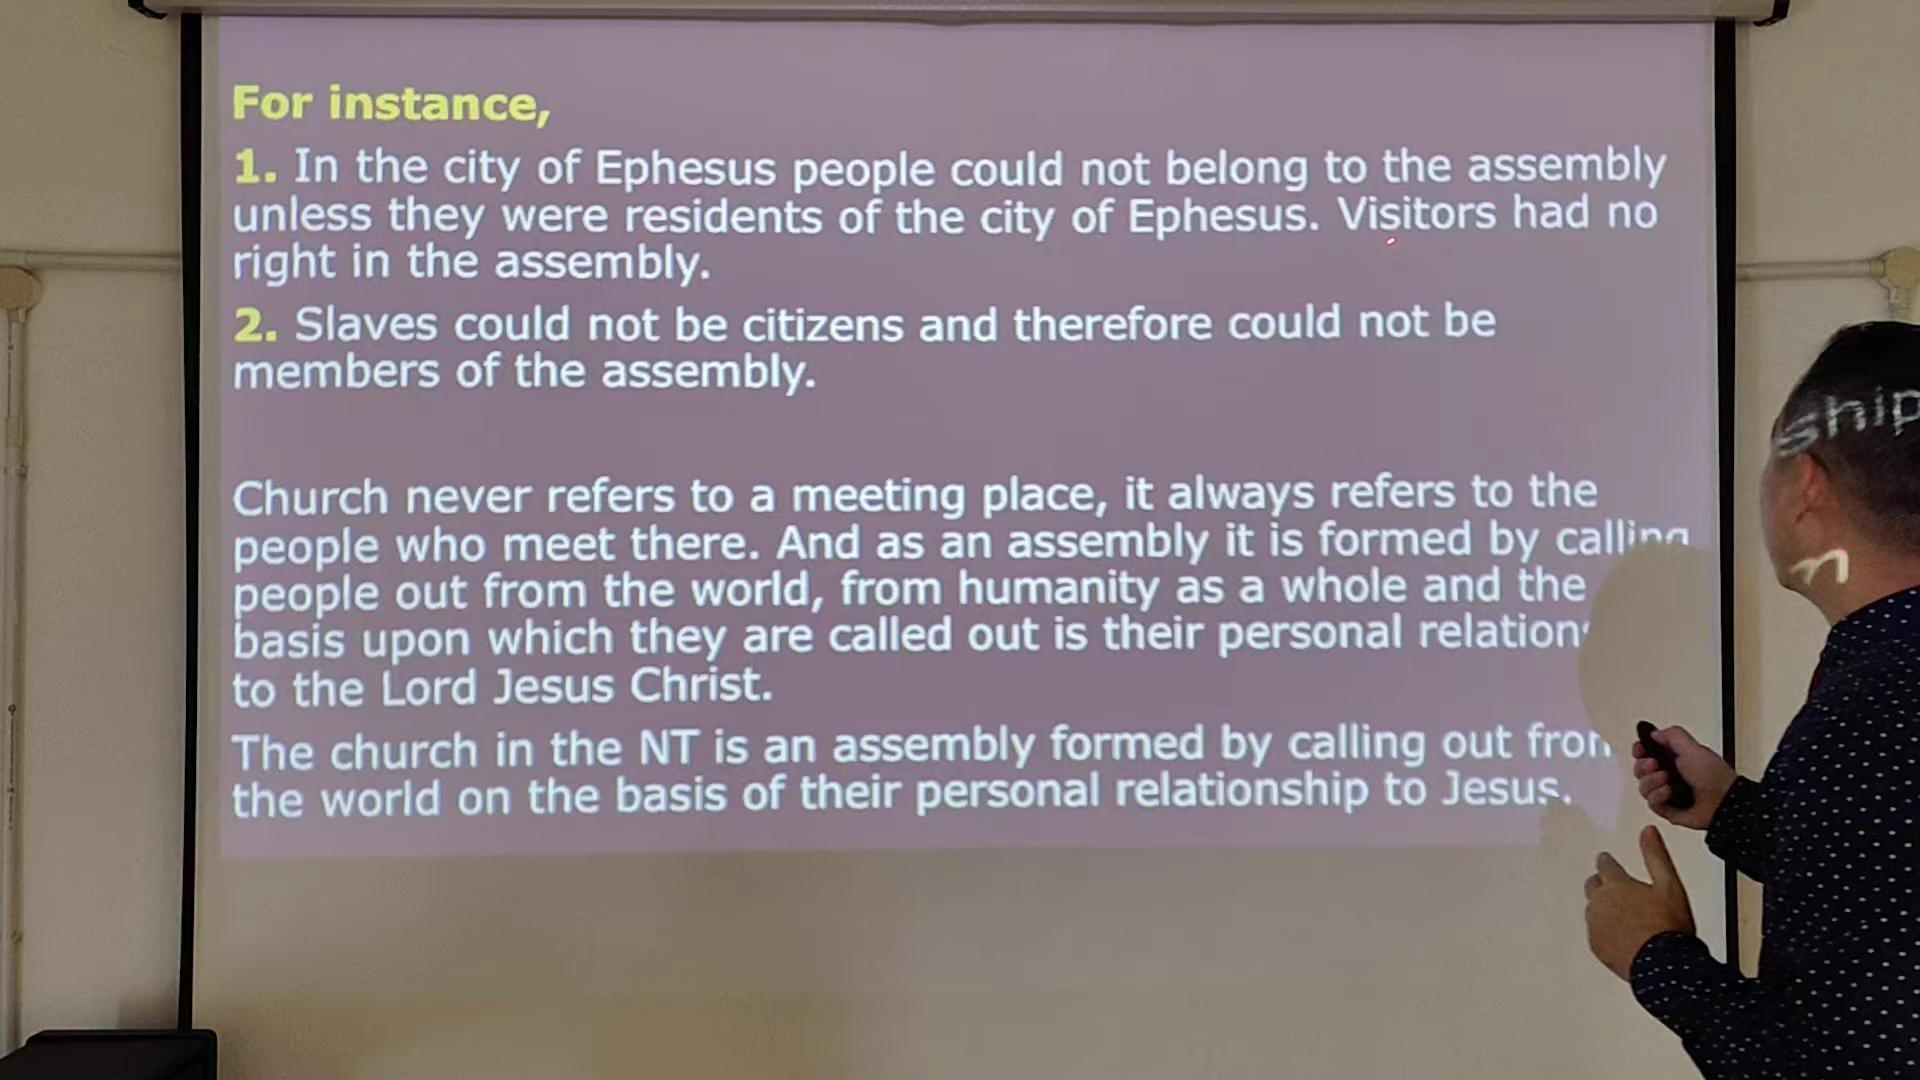 For instance,
1. In the city of Ephesus people could not belong to the assembly
unless they were residents of the city of Ephesus. Visitors had no
right in the assembly.
2. Slaves could not be citizens and therefore could not be
members of the assembly.
Church never refers to a meeting place, it always refers to the
people who meet there. And as an assembly it is formed by calling
people out from the world, from humanity as a whole and the
basis upon which they are called out is their personal relationship
to the Lord Jesus Christ.
The church in the NT is an assembly formed by calling out from
the world on the basis of their personal relationship to Jesus.